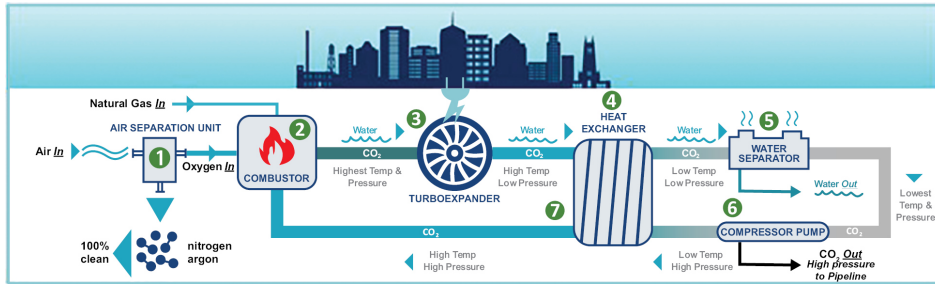 Natural Gas In
AIR SEPARATION UNIT
Air In
1
Oxygen In
100%
clean
nitrogen
argon
2
COMBUSTOR
Water
CO₂
Highest Temp &
Pressure
3
TURBOEXPANDER
Water
CO₂
High Temp
Low Pressure
4
HEAT
EXCHANGER
Water
CO₂
Low Temp
Low Pressure
5
WATER
SEPARATOR
Water Out
Lowest
Temp &
Pressure
6
COMPRESSOR PUMP
CO₂
CO₂ Out
High pressure
to Pipeline
Low Temp
High Pressure
7
CO₂
High Temp
High Pressure